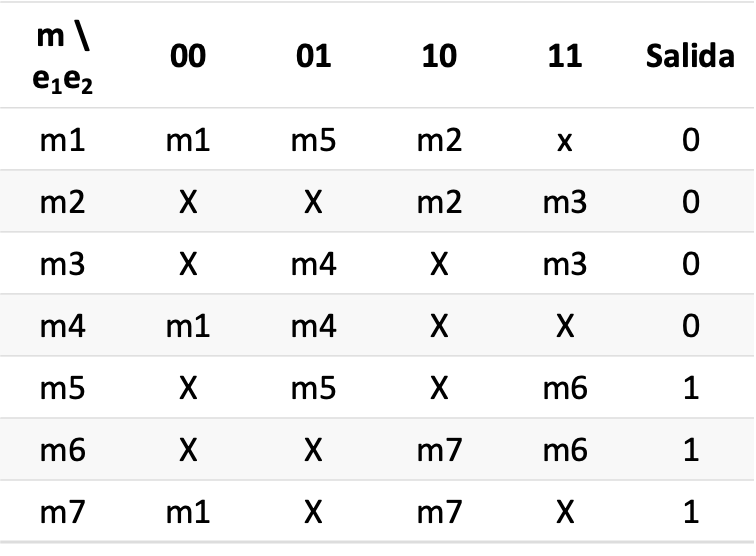 m \ e₁e₂ 00 01 10 11 Salida
m1 m1 m5 m2 x 0
m2 X X m2 m3 0
m3 X m4 X m3 0
m4 m1 m4 X X 0
m5 X m5 X m6 1
m6 X X m7 m6 1
m7 m1 X m7 X 1